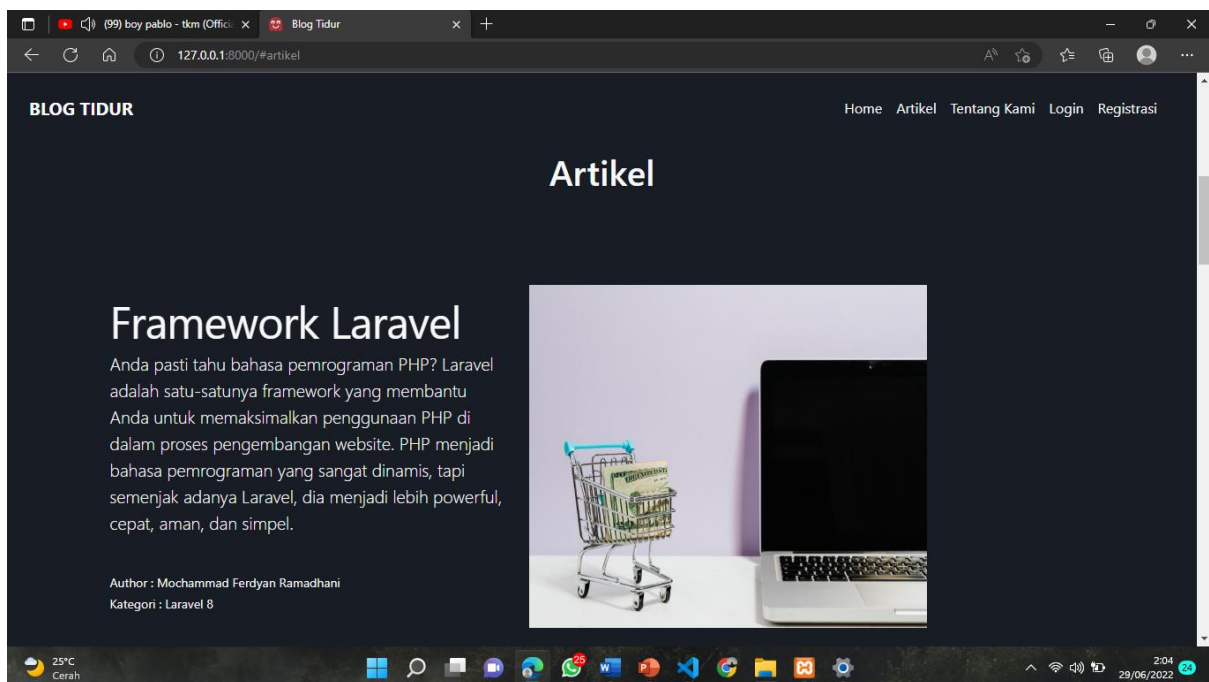 (99) boy pablo - tkm (Offici
Blog Tidur
127.0.0.1:8000/#artikel
BLOG TIDUR
Home Artikel Tentang Kami Login Registrasi
Artikel
Framework Laravel
Anda pasti tahu bahasa pemrograman PHP? Laravel
adalah satu-satunya framework yang membantu
Anda untuk memaksimalkan penggunaan PHP di
dalam proses pengembangan website. PHP menjadi
bahasa pemrograman yang sangat dinamis, tapi
semenjak adanya Laravel, dia menjadi lebih powerful,
cepat, aman, dan simpel.
Author : Mochammad Ferdyan Ramadhani
Kategori : Laravel 8
25°C
Cerah
25
2:04
29/06/2022
24